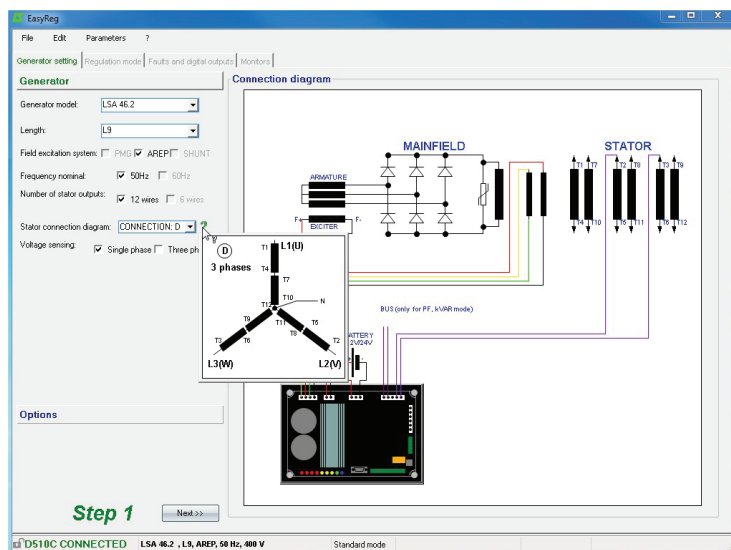 EasyReg
File Edit Parameters ?
Generator setting Regulation mode Faults and digital outputs Monitors
Generator
Generator model: LSA 46.2
Length: L9
Field excitation system: PMG AREP SHUNT
Frequency nominal: 50Hz 60Hz
Number of stator outputs: 12 wires 6 wires
Stator connection diagram: CONNECTION: D ?
Voltage sensing: Single phase Three ph
D
3 phases
L1(U)
T1
T4
T7
T10
N
T12
T9
T11
T6
T3
T6
T8
T2
L3(W)
L2(V)
Options
Step 1
Next >>
Connection diagram
MAINFIELD
STATOR
ARMATURE
F+ F-
EXCITER
T1 T7 T2 T8 T3 T9
T4 T10 T5 T11 T6 T12
BUS (only for PF, kVAR mode)
ATTERY
2V/24V
D510C CONNECTED
LSA 46.2 , L9, AREP, 50 Hz, 400 V
Standard mode